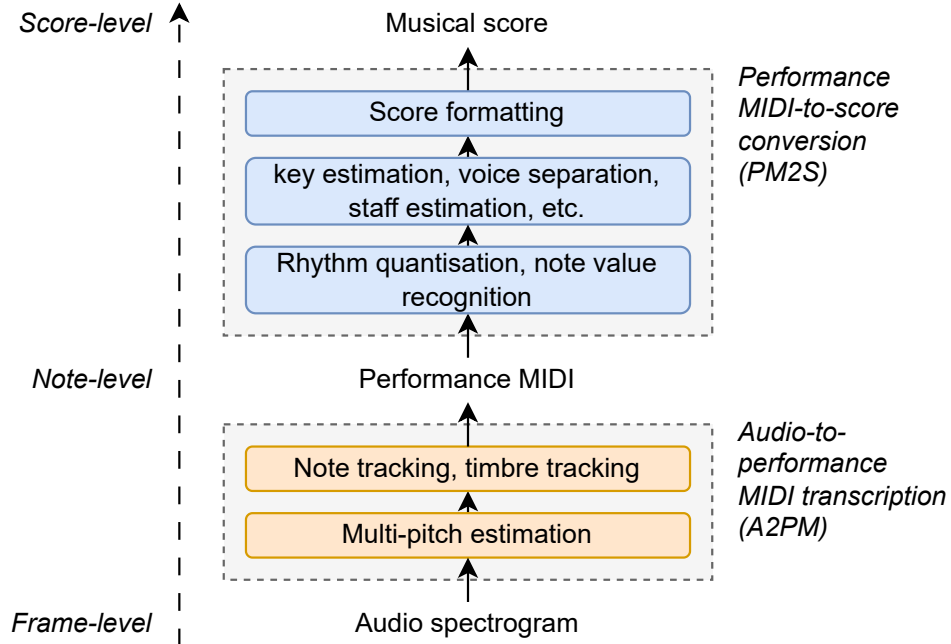 Score-level
Musical score
Performance
MIDI-to-score
conversion
(PM2S)
Score formatting
key estimation, voice separation,
staff estimation, etc.
Rhythm quantisation, note value
recognition
Note-level
Performance MIDI
Audio-to-
performance
MIDI transcription
(A2PM)
Note tracking, timbre tracking
Multi-pitch estimation
Frame-level
Audio spectrogram